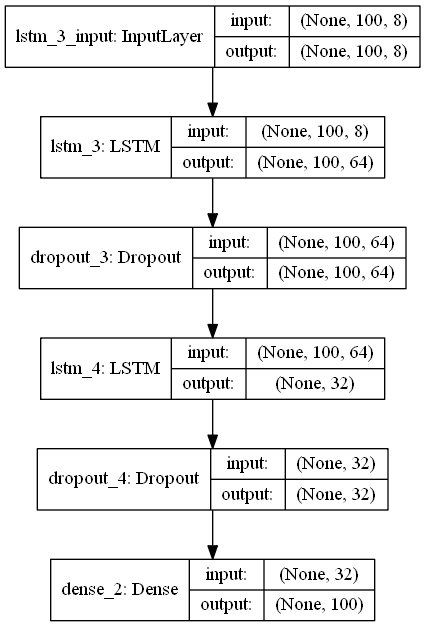 lstm_3_input: InputLayer
input: (None, 100, 8)
output: (None, 100, 8)
lstm_3: LSTM
input: (None, 100, 8)
output: (None, 100, 64)
dropout_3: Dropout
input: (None, 100, 64)
output: (None, 100, 64)
lstm_4: LSTM
input: (None, 100, 64)
output: (None, 32)
dropout_4: Dropout
input: (None, 32)
output: (None, 32)
dense_2: Dense
input: (None, 32)
output: (None, 100)